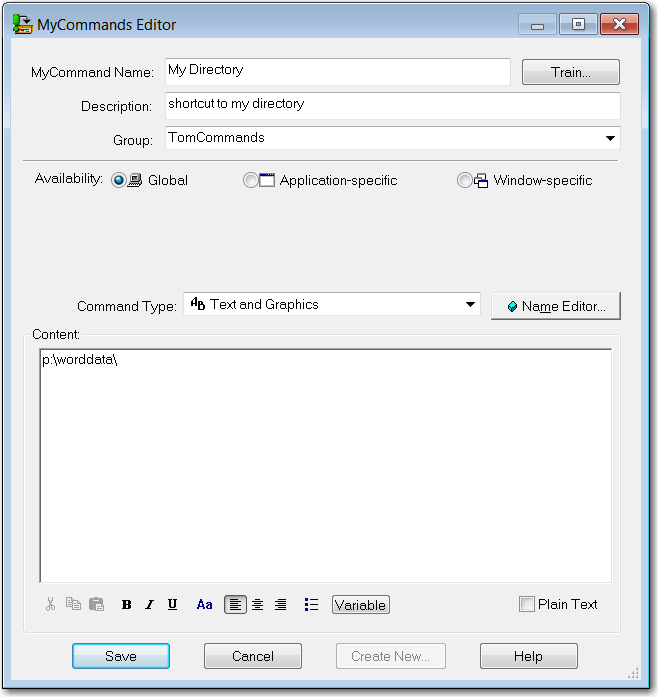 MyCommands Editor
MyCommand Name: My Directory Train...
Description: shortcut to my directory
Group: TomCommands
Availability: Global Application-specific Window-specific
Command Type: AB Text and Graphics Name Editor...
Content:
p:\worddata\
B I U Aa Variable Plain Text
Save Cancel Create New... Help